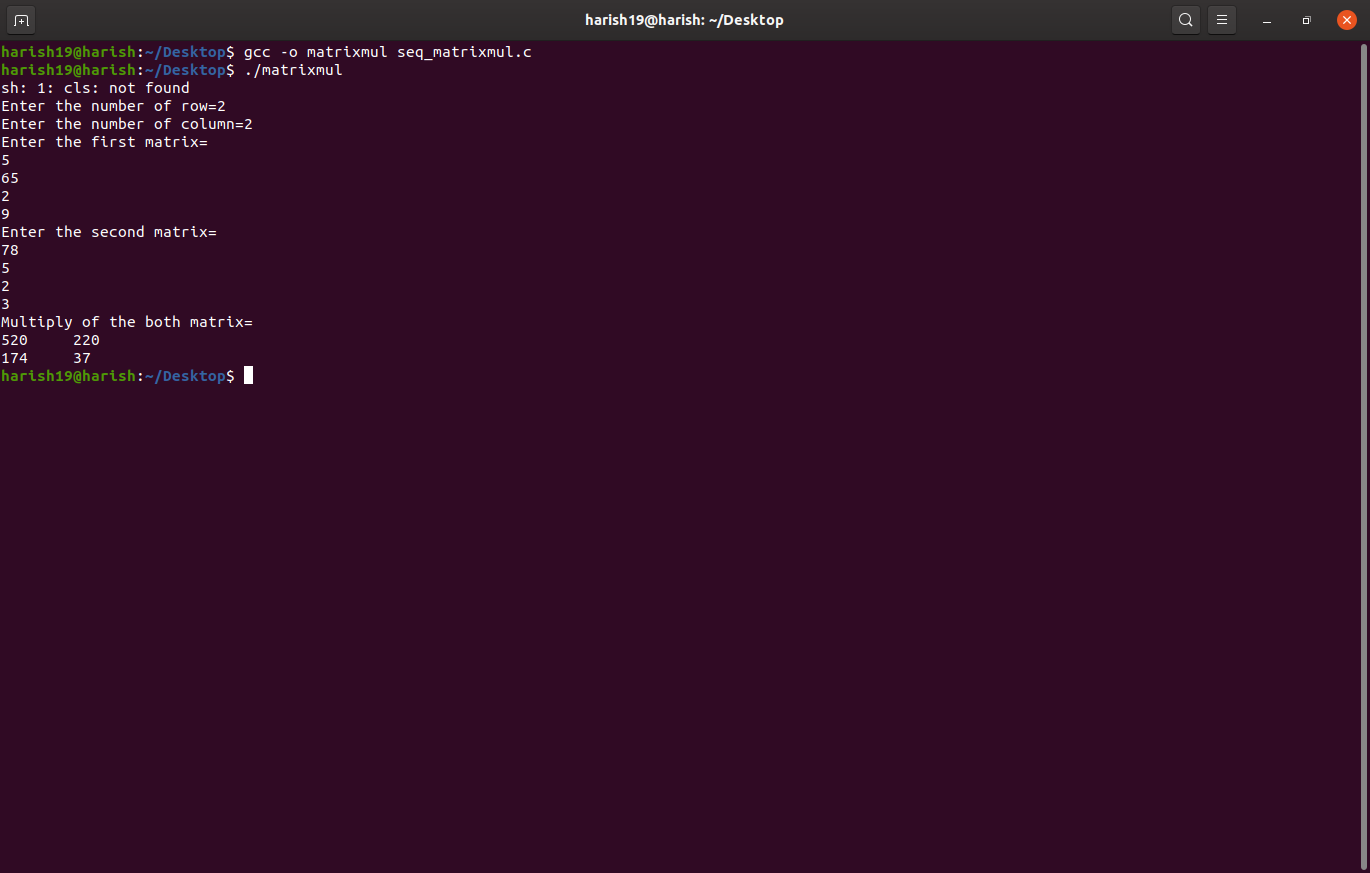 harish19@harish: ~/Desktop
harish19@harish:~/Desktop$ gcc -o matrixmul seq_matrixmul.c
harish19@harish:~/Desktop$ ./matrixmul
sh: 1: cls: not found
Enter the number of row=2
Enter the number of column=2
Enter the first matrix=
5
65
2
9
Enter the second matrix=
78
5
2
3
Multiply of the both matrix=
520     220
174     37
harish19@harish:~/Desktop$